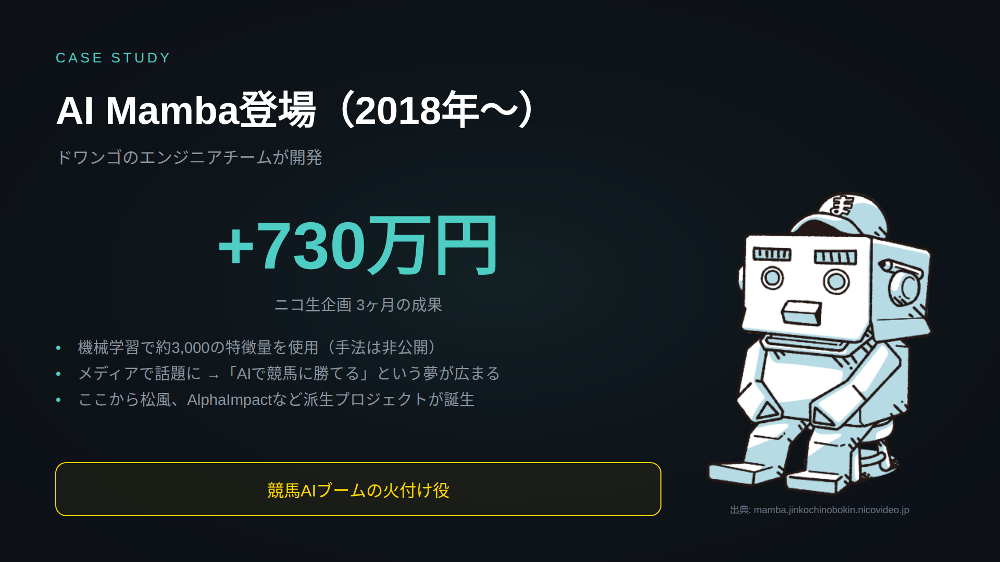 CASE STUDY
AI Mamba登場（2018年〜）
ドワンゴのエンジニアチームが開発
+730万円
ニコ生企画 3ヶ月の成果
• 機械学習で約3,000の特徴量を使用（手法は非公開）
• メディアで話題に →「AIで競馬に勝てる」という夢が広まる
• ここから松風、AlphaImpactなど派生プロジェクトが誕生
競馬AIブームの火付け役
ま
出典: mamba.jinkochinobokin.nicovideo.jp